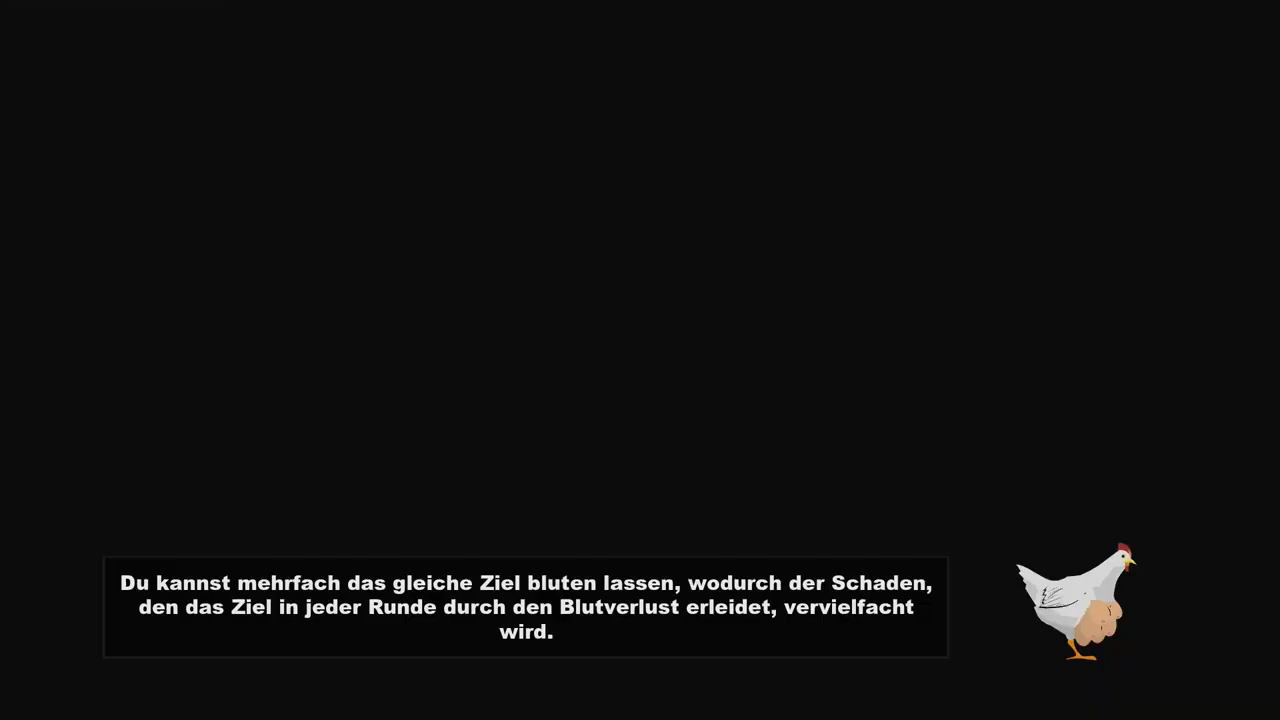 Du kannst mehrfach das gleiche Ziel bluten lassen, wodurch der Schaden,
den das Ziel in jeder Runde durch den Blutverlust erleidet, vervielfacht
wird.